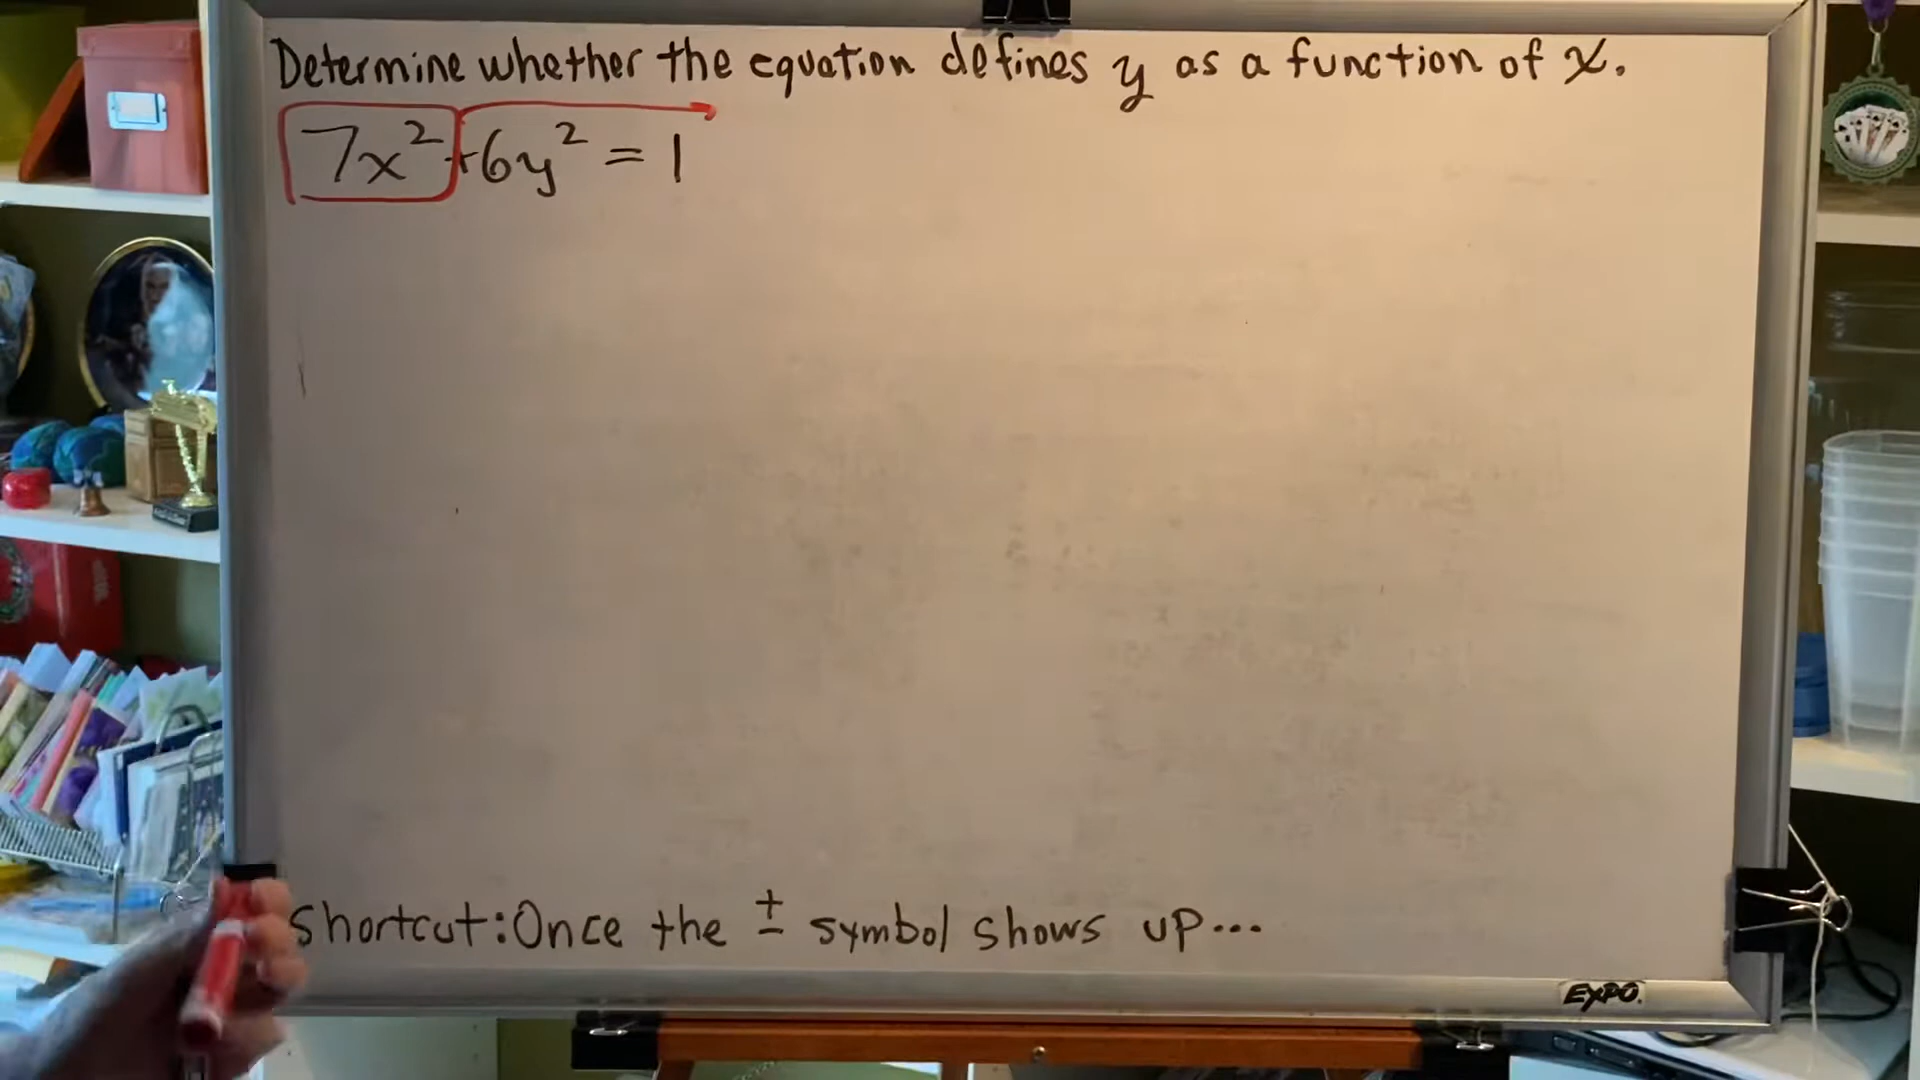 Determine whether the equation defines y as a function of x.
7x²+6y² = 1
Shortcut: Once the ± symbol shows up...
EXPO.